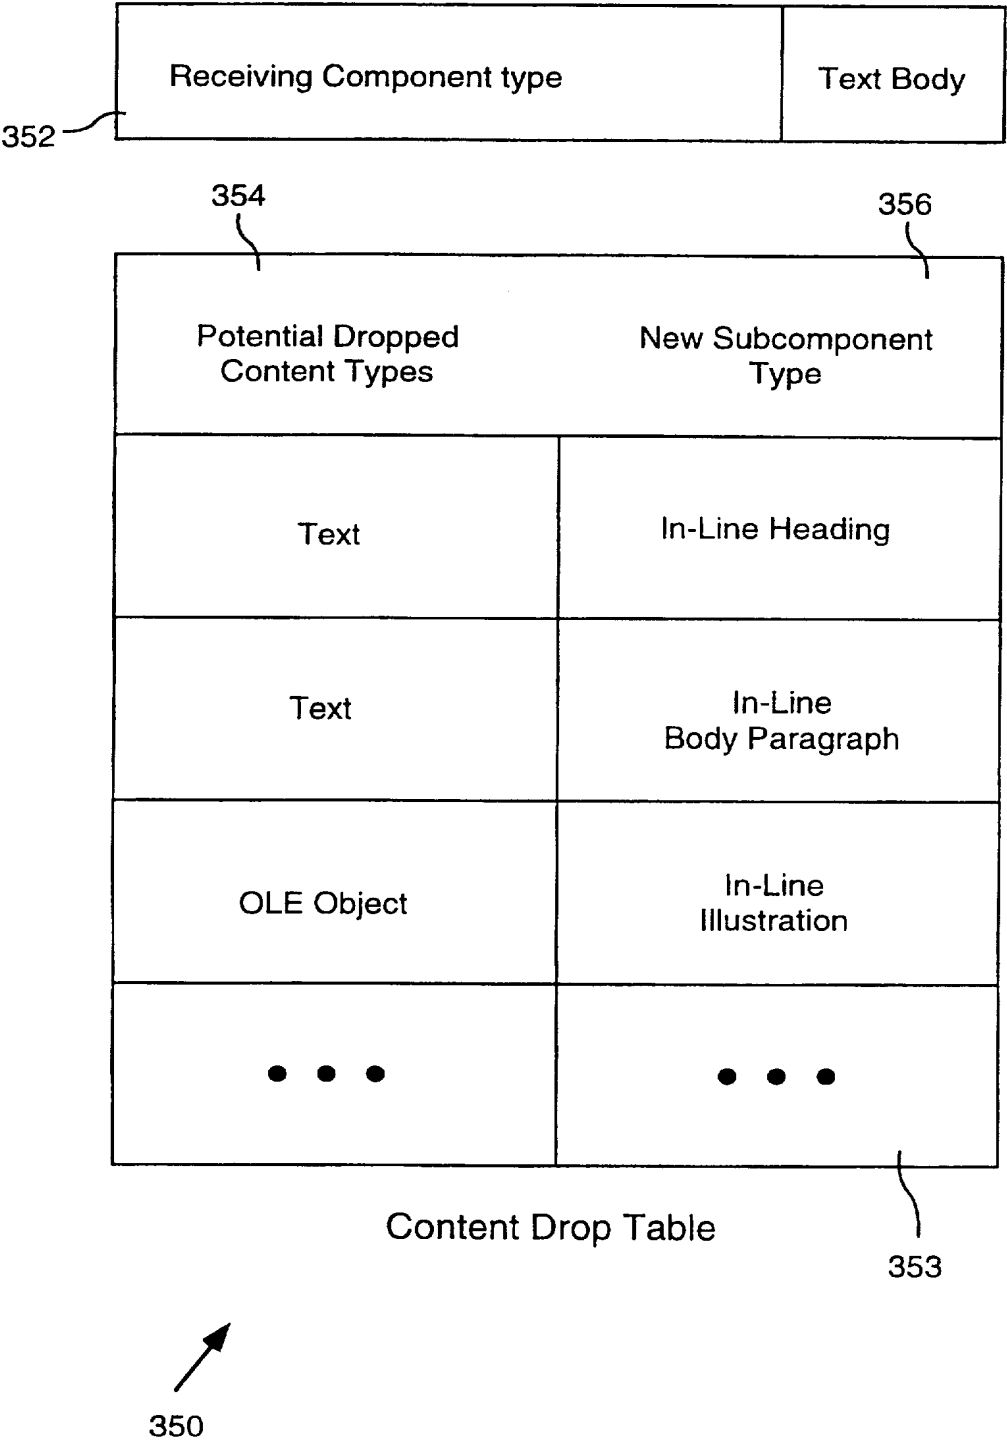 Receiving Component type
Text Body
352
354
356
Potential Dropped
Content Types
New Subcomponent
Type
Text
In-Line Heading
Text
In-Line
Body Paragraph
OLE Object
In-Line
Illustration
• • •
• • •
Content Drop Table
353
350